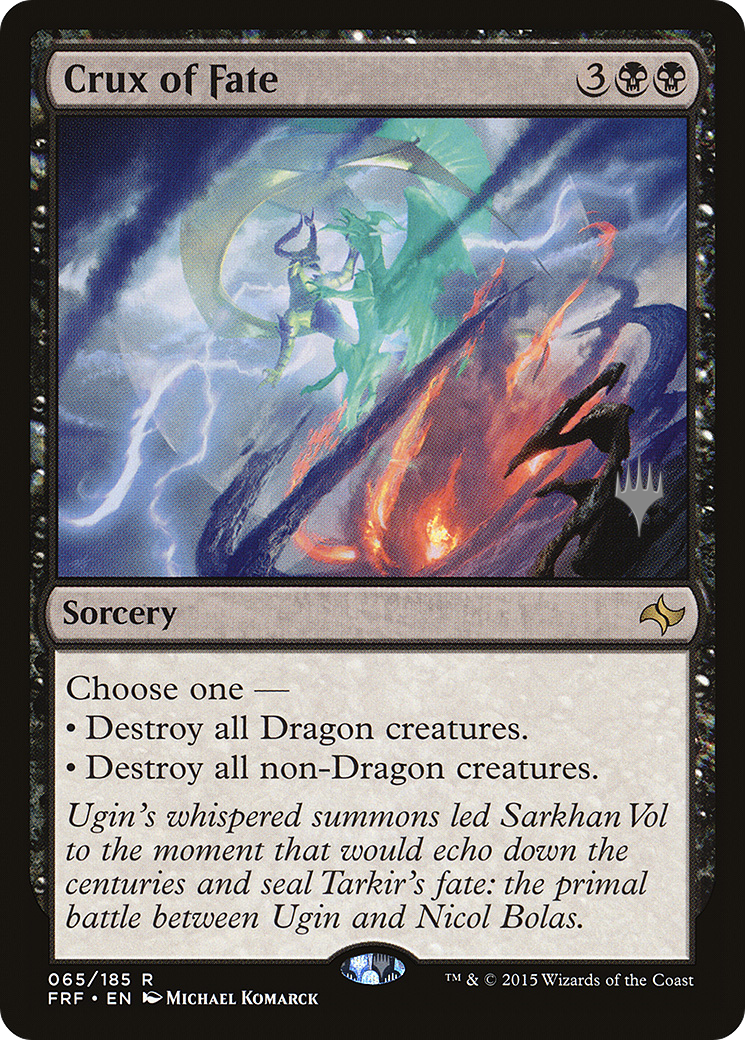 Crux of Fate
3
Sorcery
Choose one —
• Destroy all Dragon creatures.
• Destroy all non-Dragon creatures.
Ugin's whispered summons led Sarkhan Vol
to the moment that would echo down the
centuries and seal Tarkir's fate: the primal
battle between Ugin and Nicol Bolas.
065/185 R
FRF • EN Michael Komarck
™ & © 2015 Wizards of the Coast